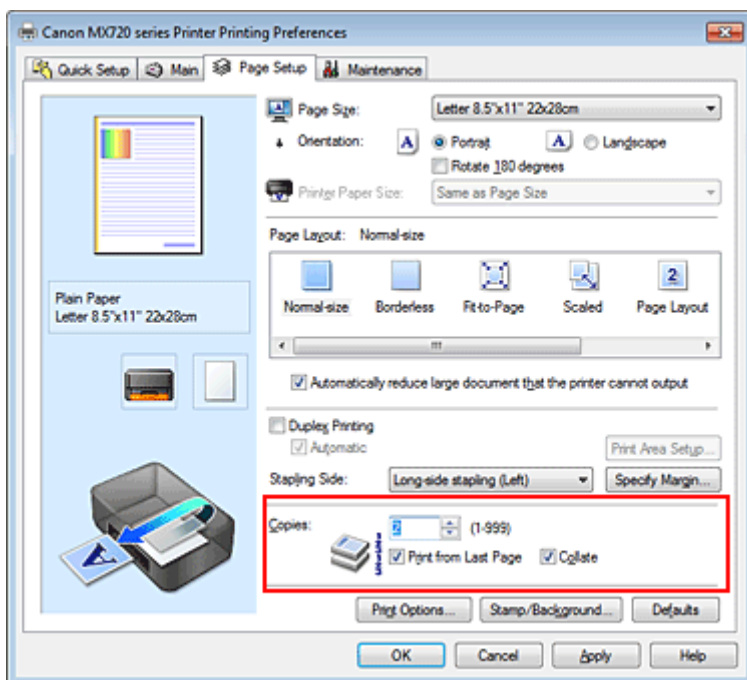 Canon MX720 series Printer Printing Preferences
Quick Setup Main Page Setup Maintenance
Page Size: Letter 8.5"x11" 22x28cm
Orientation: A Portrait A Landscape
Rotate 180 degrees
Printer Paper Size: Same as Page Size
Page Layout: Normal-size
2
Normal-size Borderless Fit-to-Page Scaled Page Layout
Plain Paper
Letter 8.5"x11" 22x28cm
Automatically reduce large document that the printer cannot output
Duplex Printing
Automatic Print Area Setup...
Stapling Side: Long-side stapling (Left) Specify Margin...
Copies: 2 (1-999)
Print from Last Page Collate
A
Print Options... Stamp/Background... Defaults
OK Cancel Apply Help